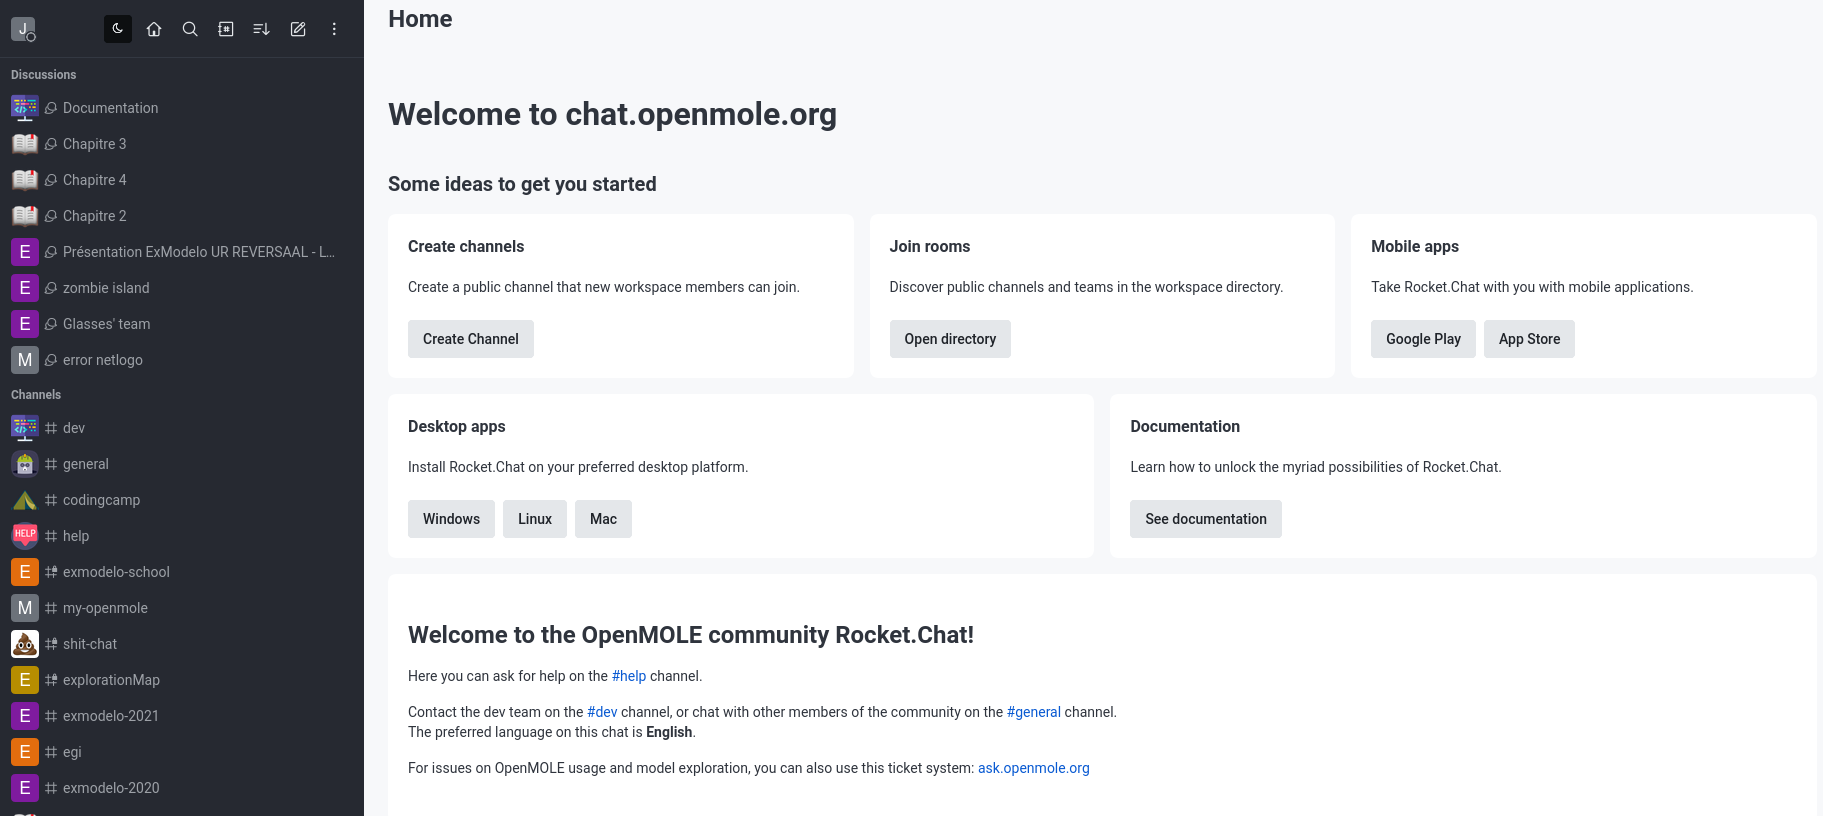 J
Discussions
Documentation
Chapitre 3
Chapitre 4
Chapitre 2
E Présentation ExModelo UR REVERSAAL - L...
E zombie island
E Glasses' team
M error netlogo
Channels
dev
general
codingcamp
HELP help
E exmodelo-school
M my-openmole
shit-chat
E explorationMap
E exmodelo-2021
E egi
E exmodelo-2020
Home
Welcome to chat.openmole.org
Some ideas to get you started
Create channels
Create a public channel that new workspace members can join.
Create Channel
Join rooms
Discover public channels and teams in the workspace directory.
Open directory
Mobile apps
Take Rocket.Chat with you with mobile applications.
Google Play App Store
Desktop apps
Install Rocket.Chat on your preferred desktop platform.
Windows Linux Mac
Documentation
Learn how to unlock the myriad possibilities of Rocket.Chat.
See documentation
Welcome to the OpenMOLE community Rocket.Chat!
Here you can ask for help on the #help channel.
Contact the dev team on the #dev channel, or chat with other members of the community on the #general channel.
The preferred language on this chat is English.
For issues on OpenMOLE usage and model exploration, you can also use this ticket system: ask.openmole.org